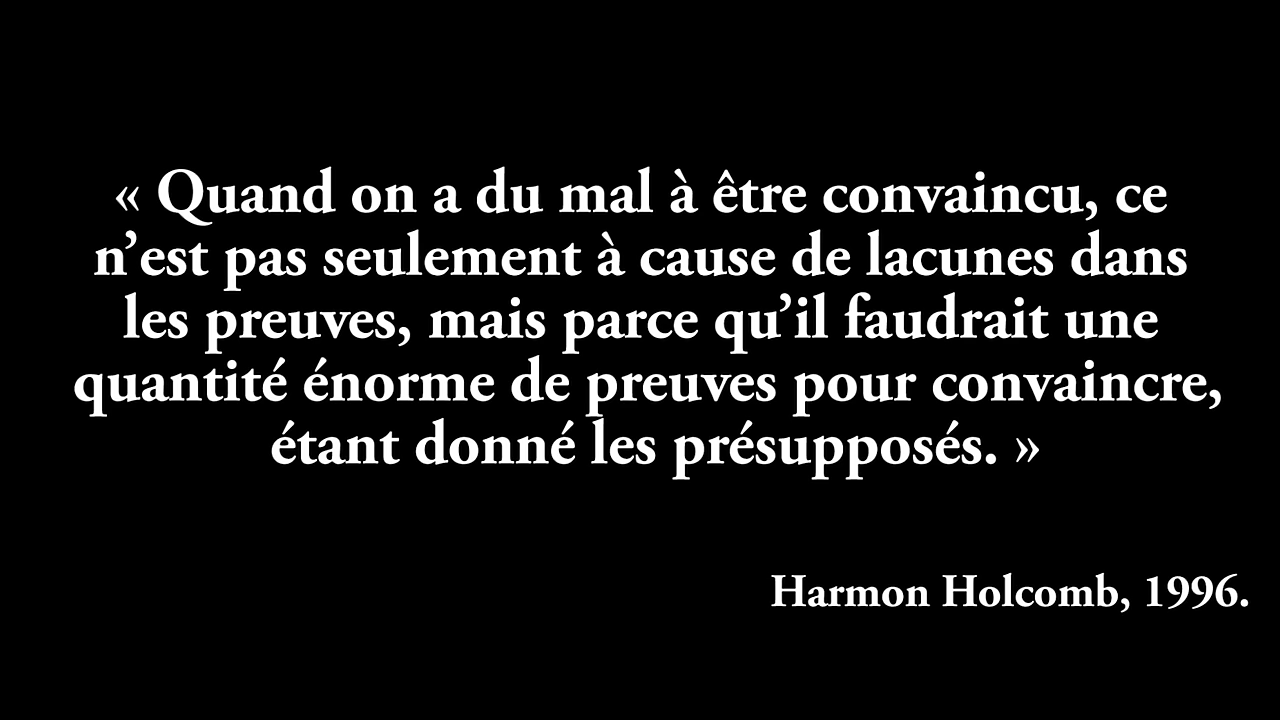 « Quand on a du mal à être convaincu, ce
n’est pas seulement à cause de lacunes dans
les preuves, mais parce qu’il faudrait une
quantité énorme de preuves pour convaincre,
étant donné les présupposés. »
Harmon Holcomb, 1996.